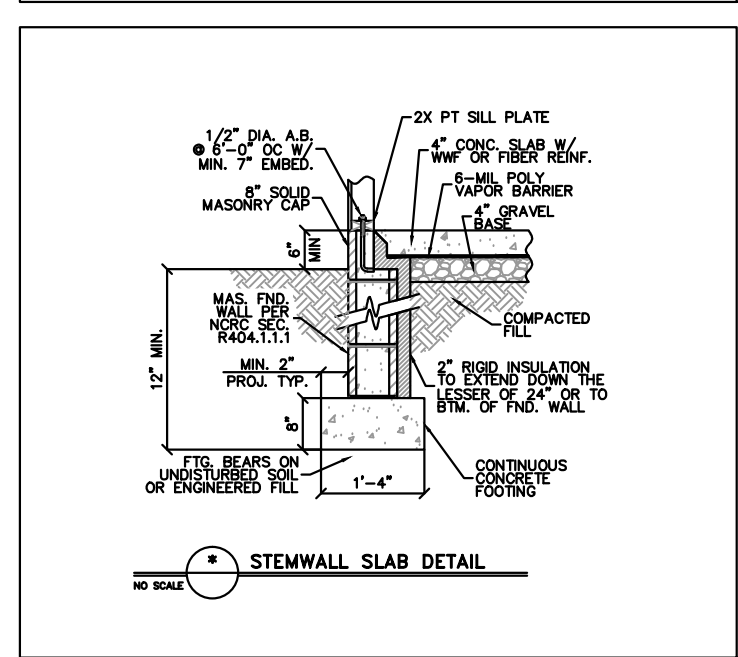 2X PT SILL PLATE
1/2" DIA. A.B.
@ 6'-0" OC W/
MIN. 7" EMBED.
4" CONC. SLAB W/
WWF OR FIBER REINF.
6-MIL POLY
VAPOR BARRIER
8" SOLID
MASONRY CAP
4" GRAVEL
BASE
6"
MIN
MAS. FND.
WALL PER
NCRC SEC.
R404.1.1.1
COMPACTED
FILL
12" MIN.
MIN. 2"
PROJ. TYP.
2" RIGID INSULATION
TO EXTEND DOWN THE
LESSER OF 24" OR TO
BTM. OF FND. WALL
8"
FTG. BEARS ON
UNDISTURBED SOIL
OR ENGINEERED FILL
1'-4"
CONTINUOUS
CONCRETE
FOOTING
* STEMWALL SLAB DETAIL
NO SCALE